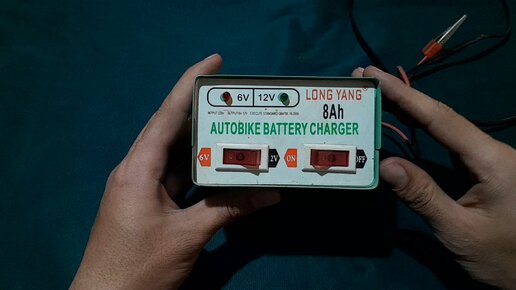 6V 12V LONG YANG
8Ah
AUTOBIKE BATTERY CHARGER
6V 12V ON OFF